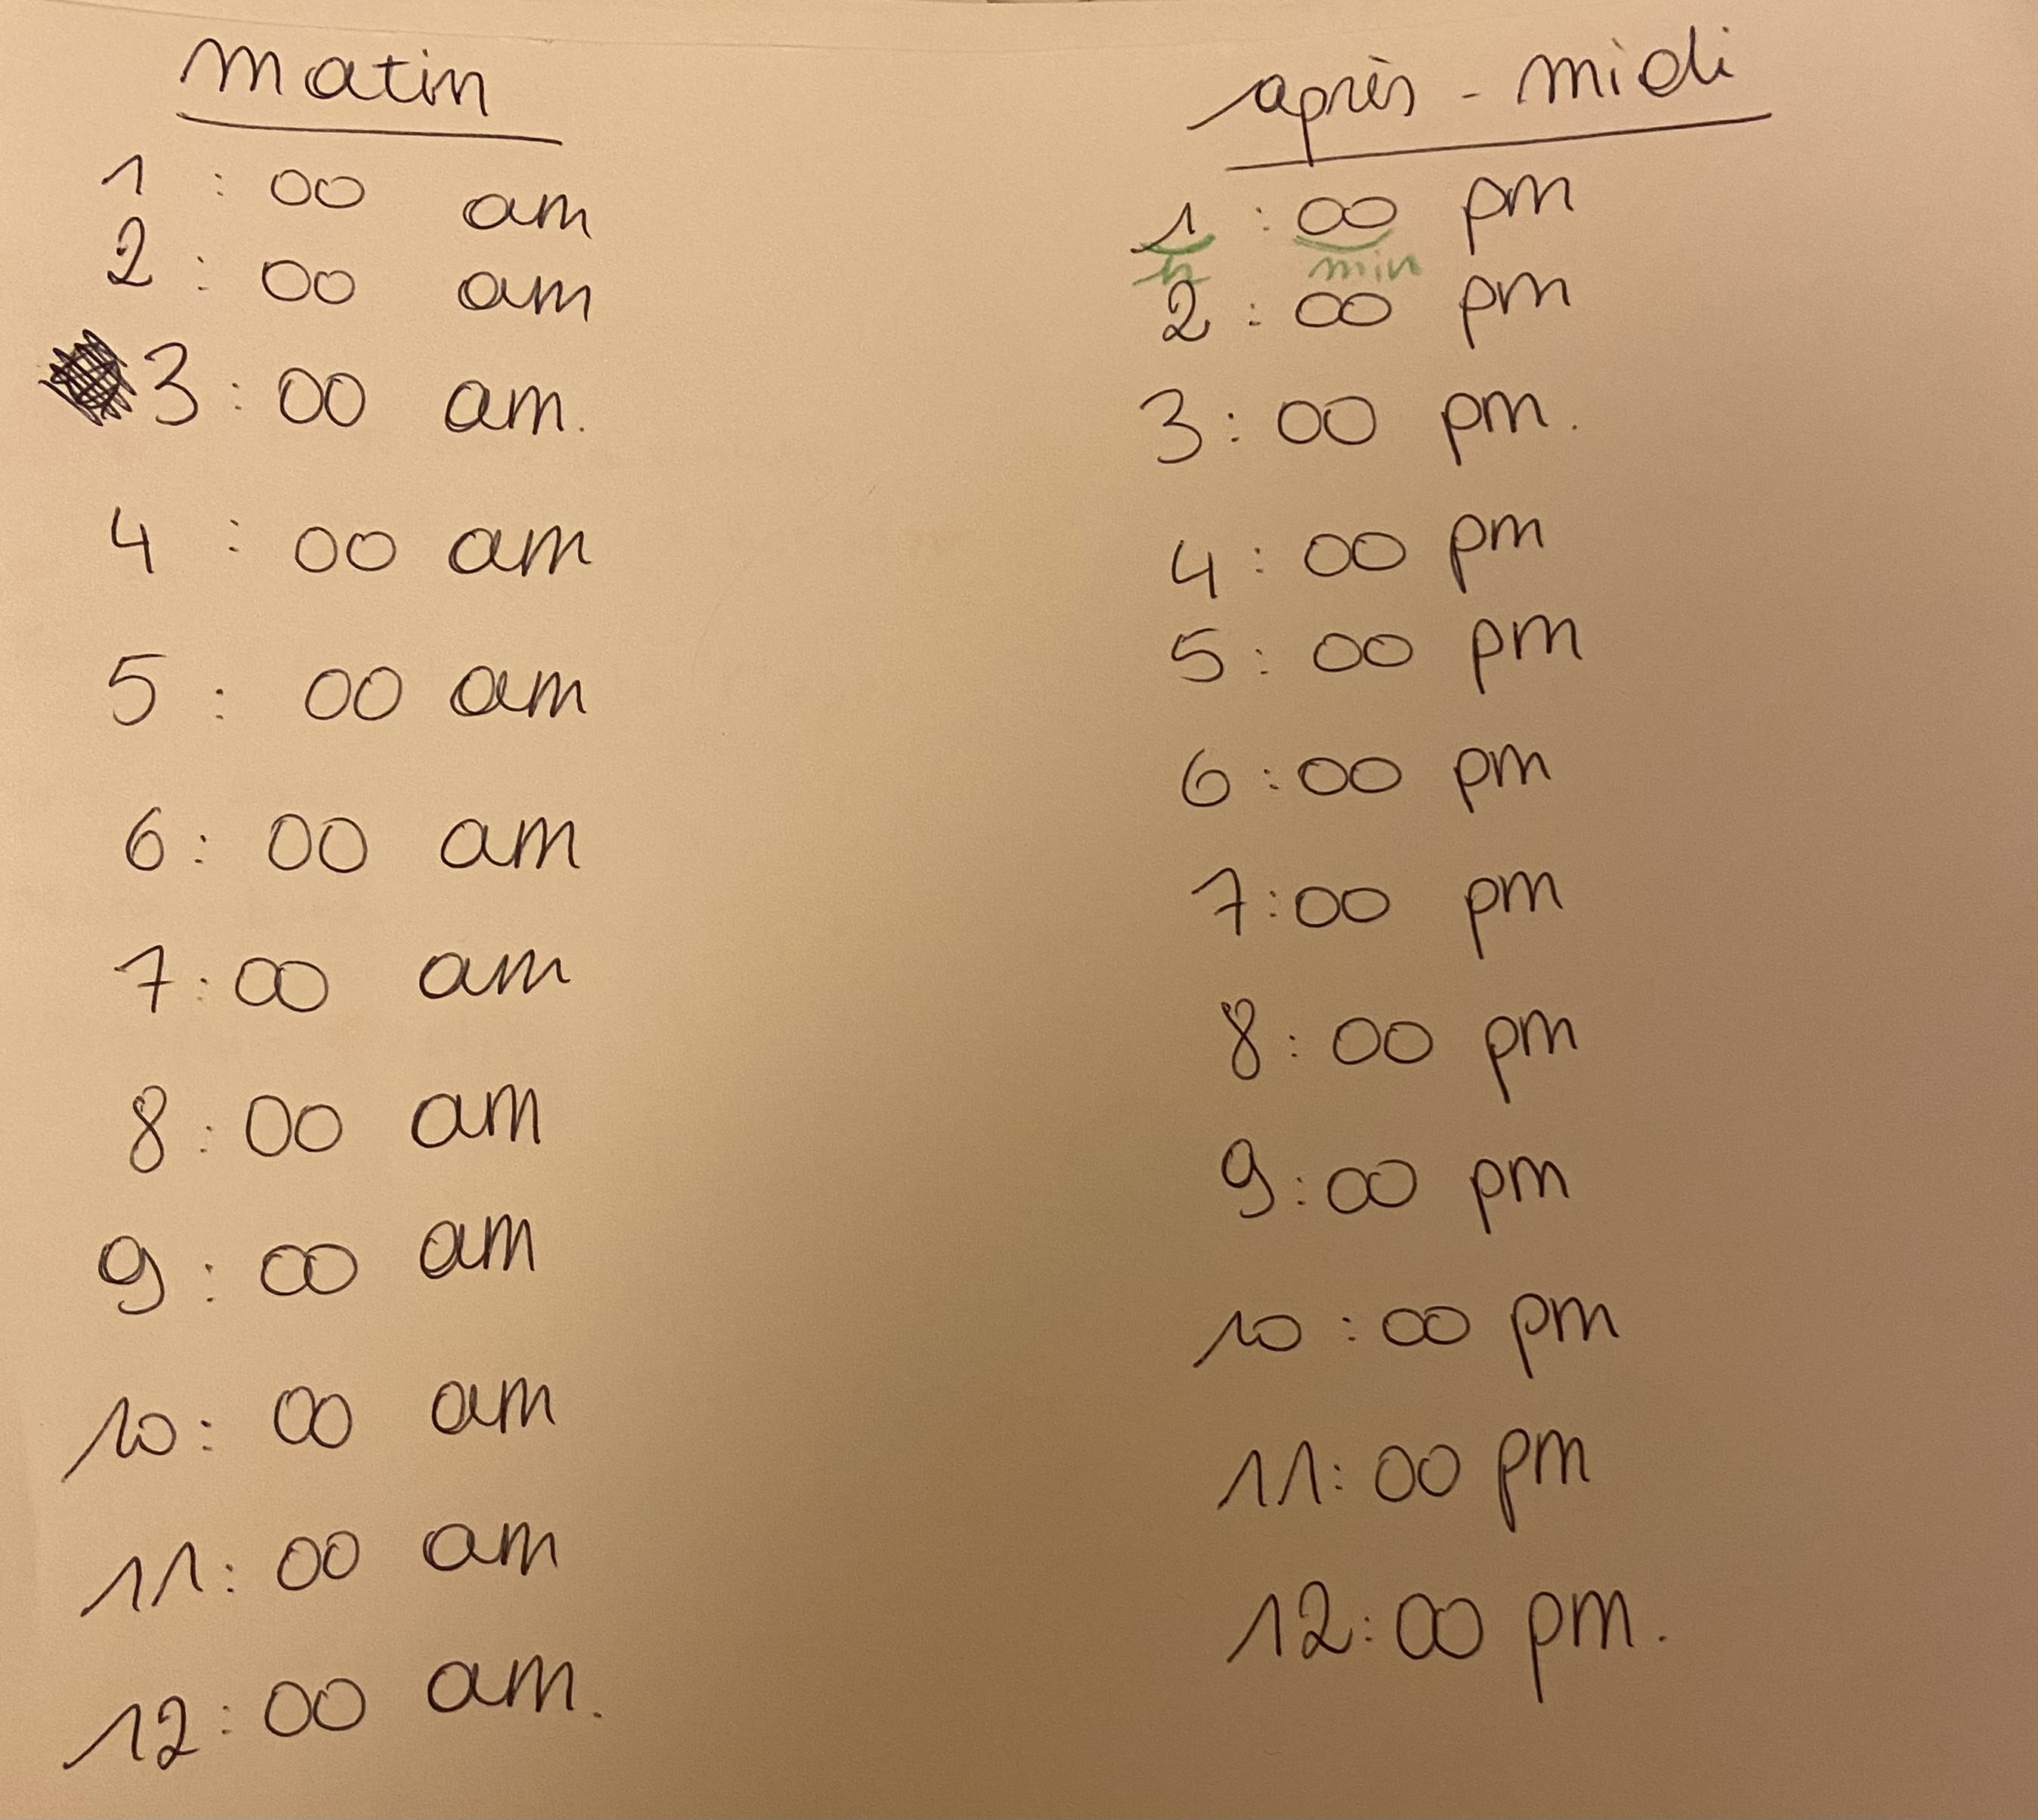 matin
1 : 00 am
2 : 00 am
3 : 00 am.
4 : 00 am
5 : 00 am
6 : 00 am
7 : 00 am
8 : 00 am
9 : 00 am
10 : 00 am
11 : 00 am
12 : 00 am.
après - midi
1 : 00 pm
h min
2 : 00 pm
3 : 00 pm.
4 : 00 pm
5 : 00 pm
6 : 00 pm
7 : 00 pm
8 : 00 pm
9 : 00 pm
10 : 00 pm
11 : 00 pm
12 : 00 pm.